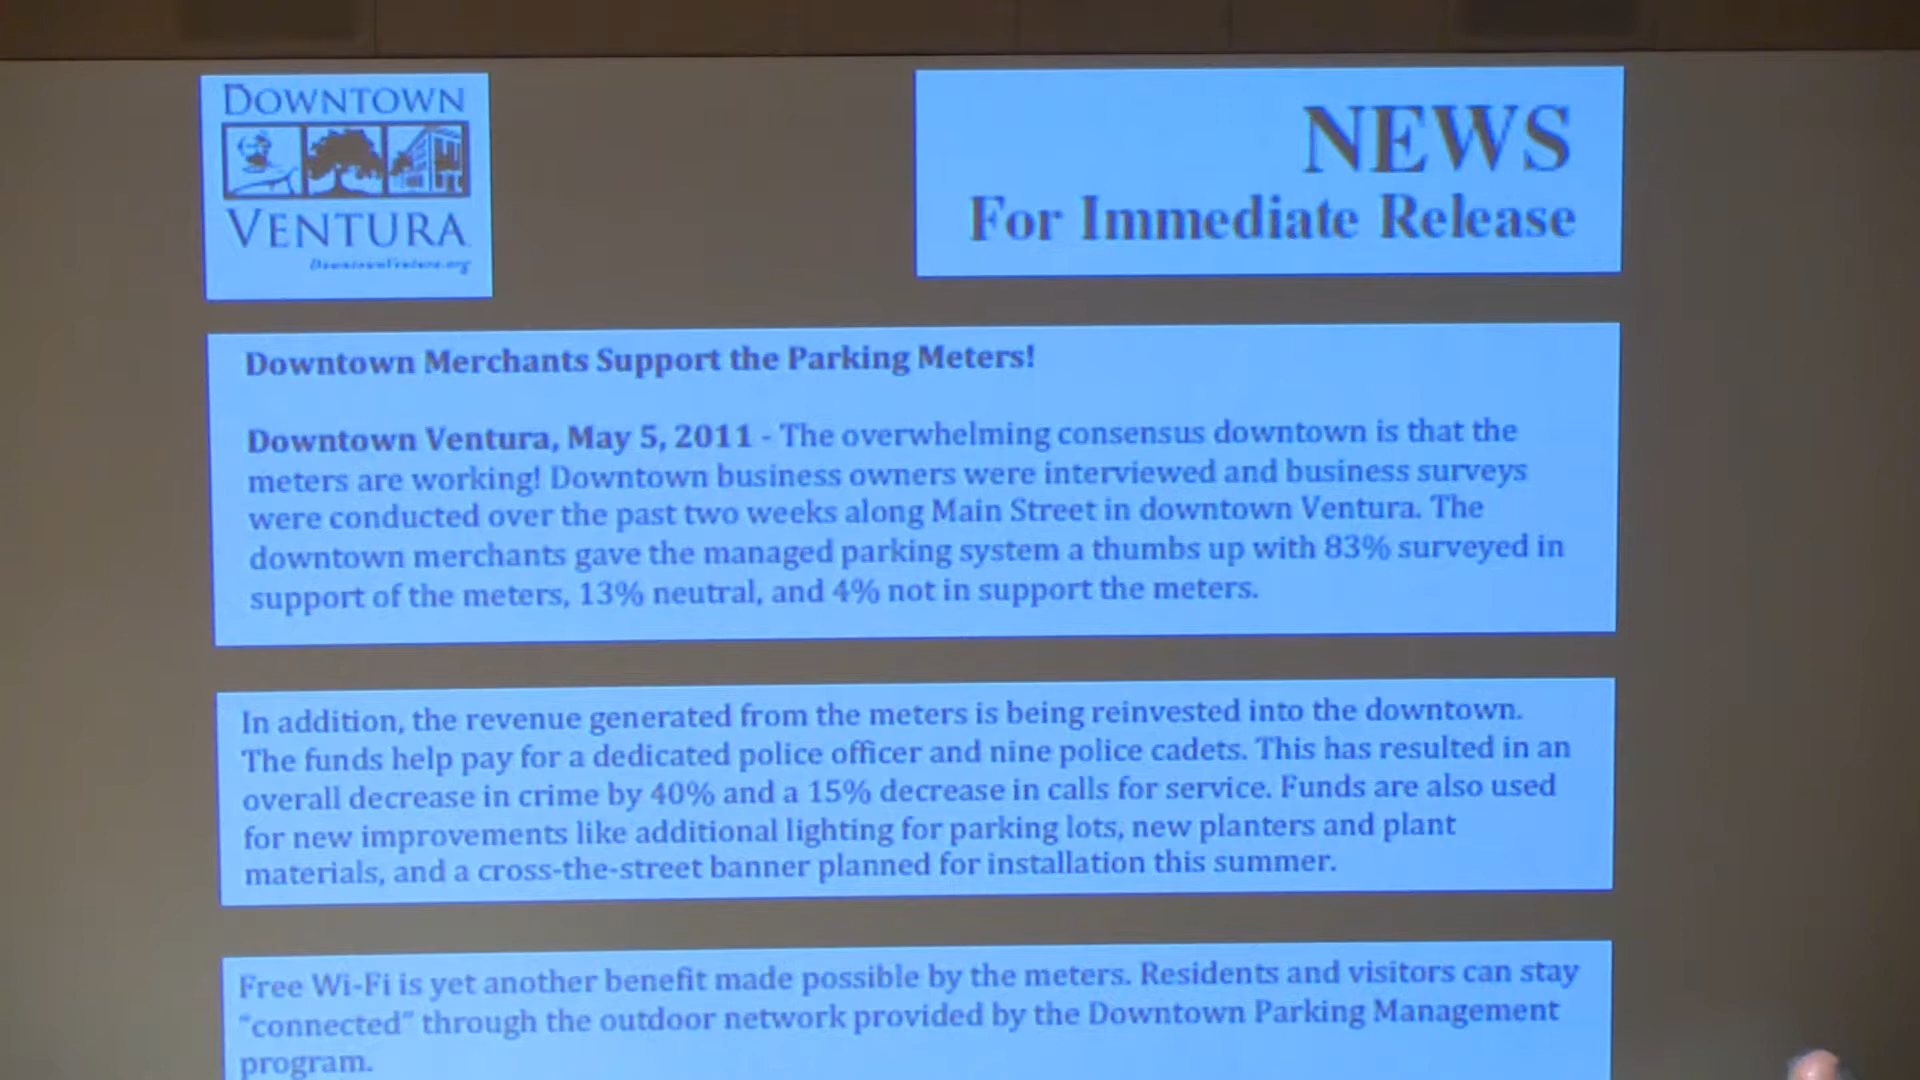 DOWNTOWN
VENTURA
DowntownVentura.org
NEWS
For Immediate Release
Downtown Merchants Support the Parking Meters!
Downtown Ventura, May 5, 2011 - The overwhelming consensus downtown is that the
meters are working! Downtown business owners were interviewed and business surveys
were conducted over the past two weeks along Main Street in downtown Ventura. The
downtown merchants gave the managed parking system a thumbs up with 83% surveyed in
support of the meters, 13% neutral, and 4% not in support the meters.
In addition, the revenue generated from the meters is being reinvested into the downtown.
The funds help pay for a dedicated police officer and nine police cadets. This has resulted in an
overall decrease in crime by 40% and a 15% decrease in calls for service. Funds are also used
for new improvements like additional lighting for parking lots, new planters and plant
materials, and a cross-the-street banner planned for installation this summer.
Free Wi-Fi is yet another benefit made possible by the meters. Residents and visitors can stay
"connected" through the outdoor network provided by the Downtown Parking Management
program.